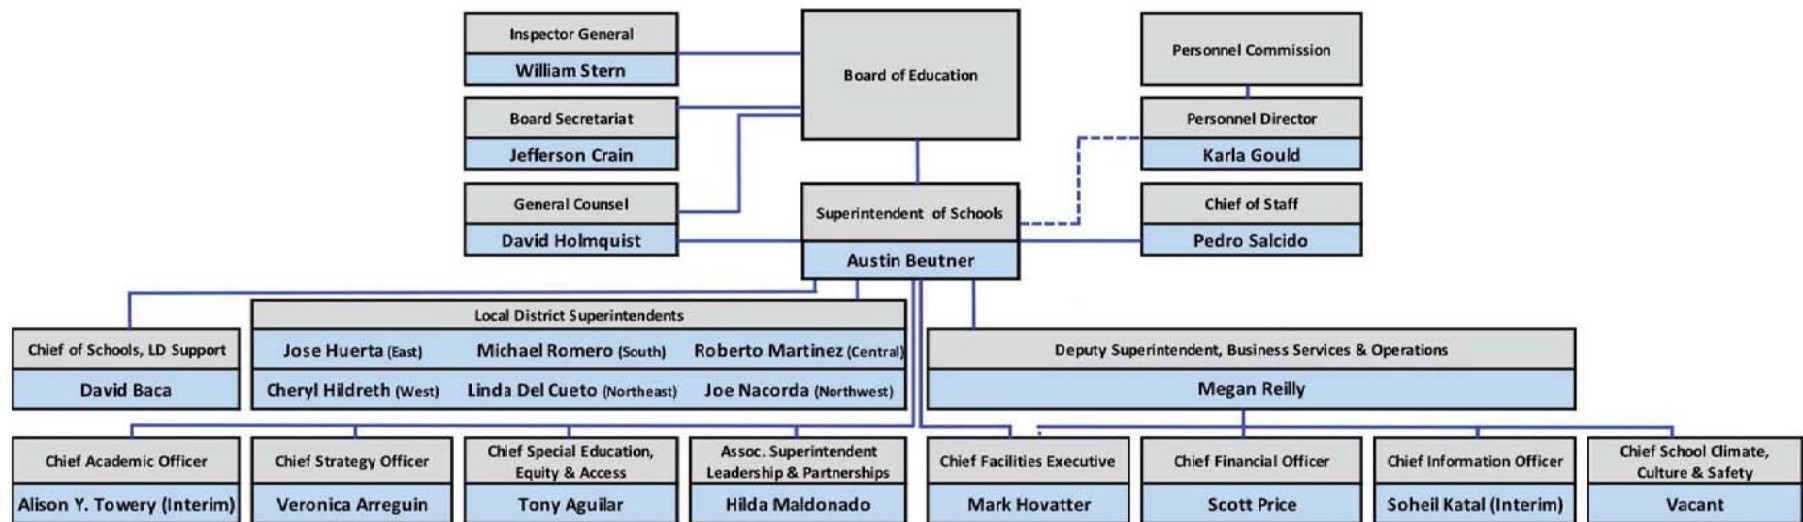 Inspector General
William Stern
Board of Education
Personnel Commission
Board Secretariat
Jefferson Crain
Personnel Director
Karla Gould
General Counsel
David Holmquist
Superintendent of Schools
Austin Beutner
Chief of Staff
Pedro Salcido
Chief of Schools, LD Support
David Baca
Local District Superintendents
Jose Huerta (East) Michael Romero (South) Roberto Martinez (Central)
Cheryl Hildreth (West) Linda Del Cueto (Northeast) Joe Nacorda (Northwest)
Deputy Superintendent, Business Services & Operations
Megan Reilly
Chief Academic Officer
Alison Y. Towery (Interim)
Chief Strategy Officer
Veronica Arreguin
Chief Special Education,
Equity & Access
Tony Aguilar
Assoc. Superintendent
Leadership & Partnerships
Hilda Maldonado
Chief Facilities Executive
Mark Hovatter
Chief Financial Officer
Scott Price
Chief Information Officer
Soheil Katal (Interim)
Chief School Climate,
Culture & Safety
Vacant